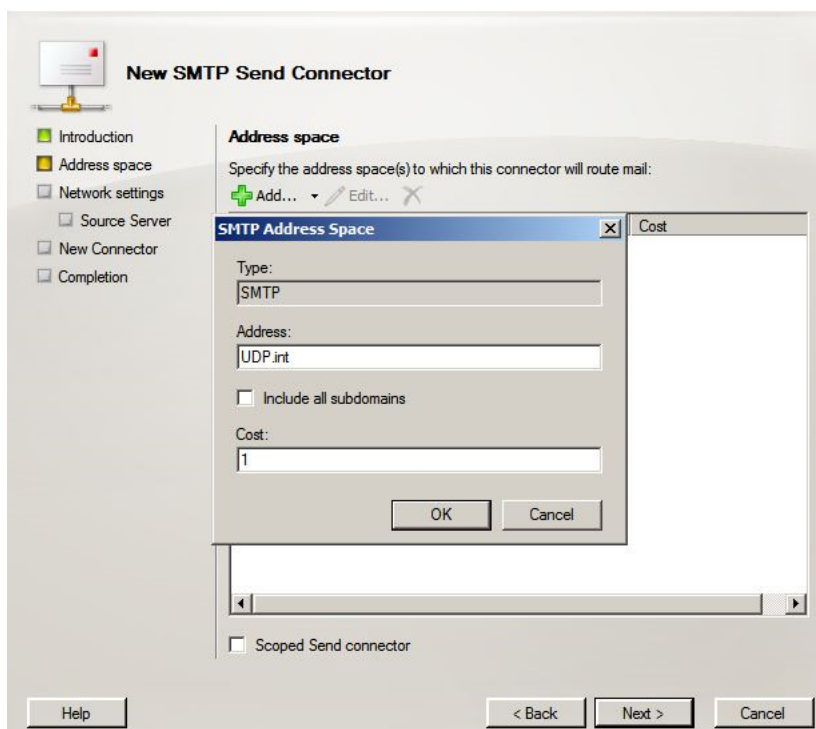 New SMTP Send Connector
Introduction
Address space
Network settings
Source Server
New Connector
Completion
Address space
Specify the address space(s) to which this connector will route mail:
Add... Edit...
Cost
SMTP Address Space
Type:
SMTP
Address:
UDP.int
Include all subdomains
Cost:
1
OK Cancel
Scoped Send connector
Help < Back Next > Cancel